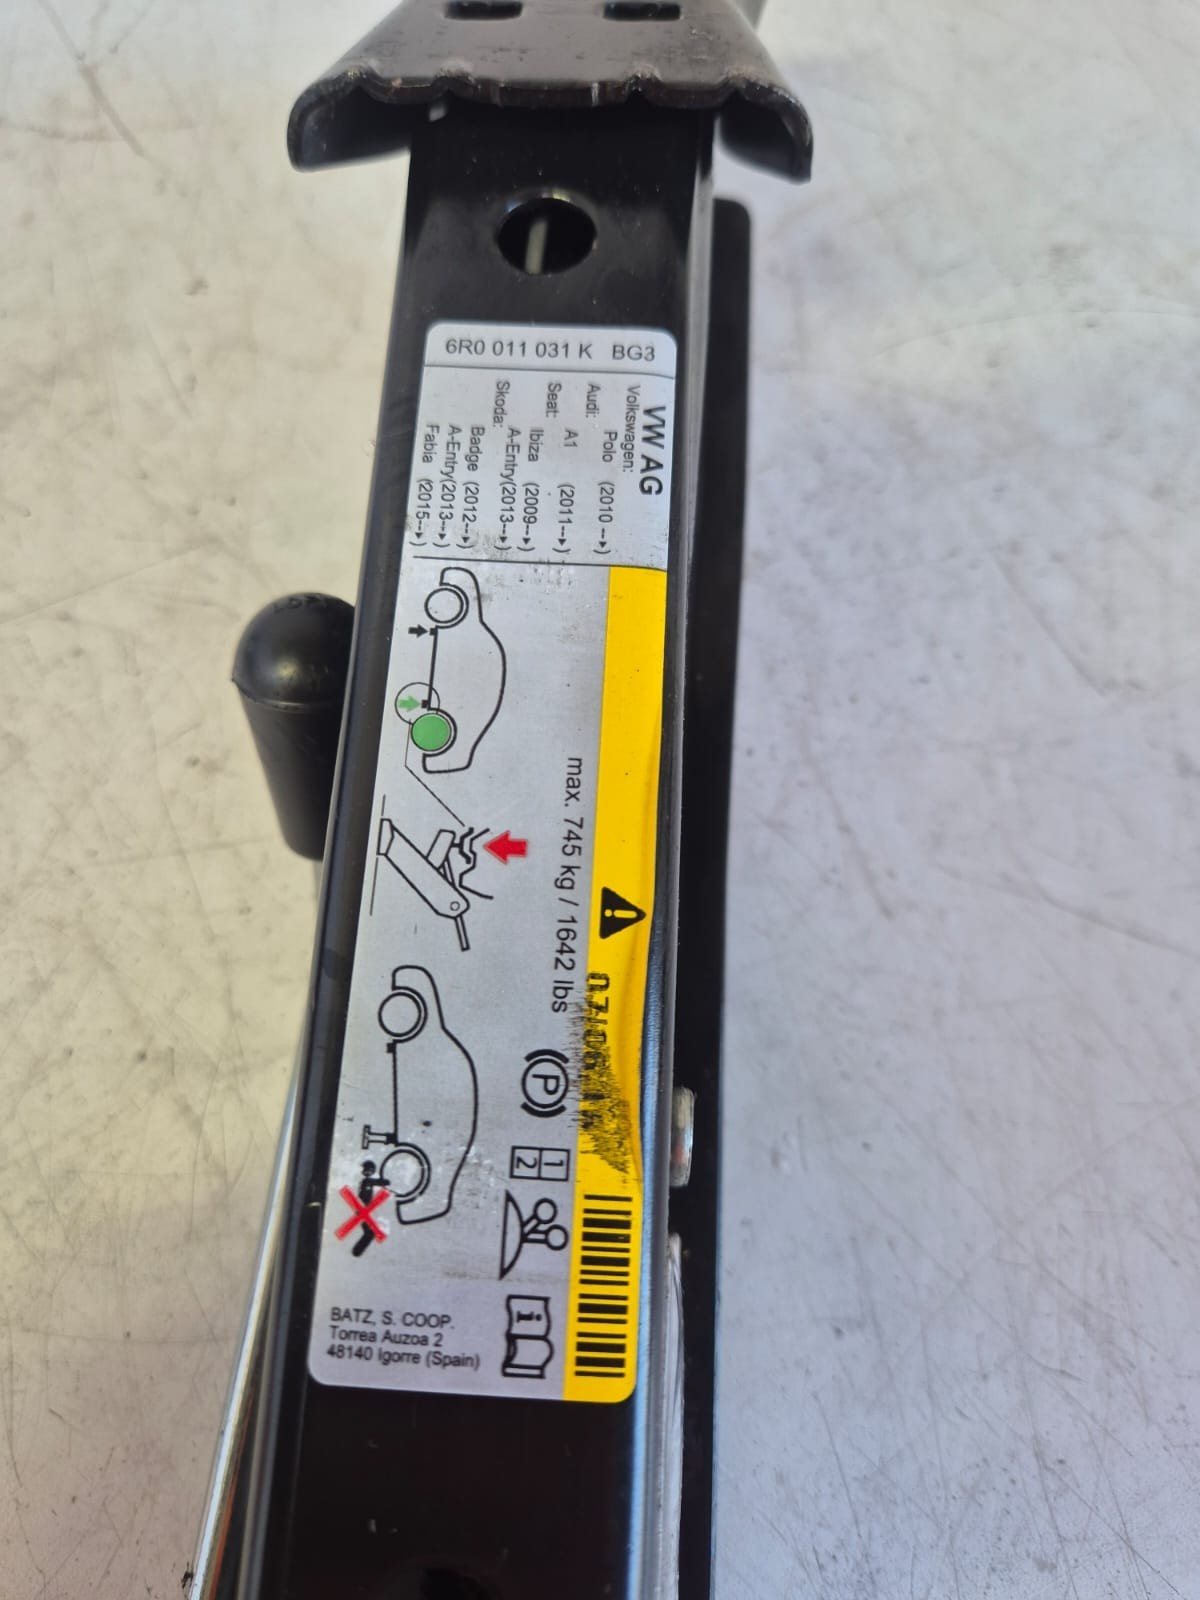 6R0 011 031 K BG3
VW AG
Volkswagen:
Polo (2010-->)
Audi:
A1 (2011-->)
Seat:
Ibiza (2009-->)
A-Entry(2013-->)
Skoda:
Badge (2012-->)
A-Entry(2013-->)
Fabia (2015-->)
max. 745 kg / 1642 lbs
P
1
2
i
BATZ, S. COOP.
Torrea Auzoa 2
48140 Igorre (Spain)